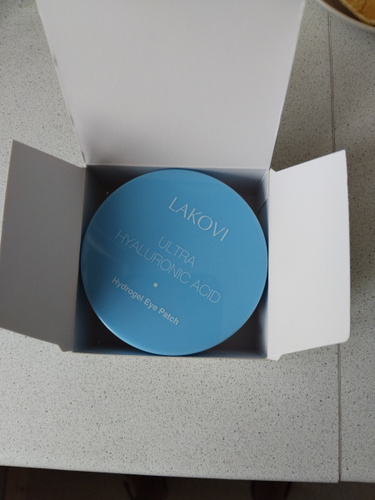 LAKOVI
ULTRA
HYALURONIC ACID
Hydrogel Eye Patch